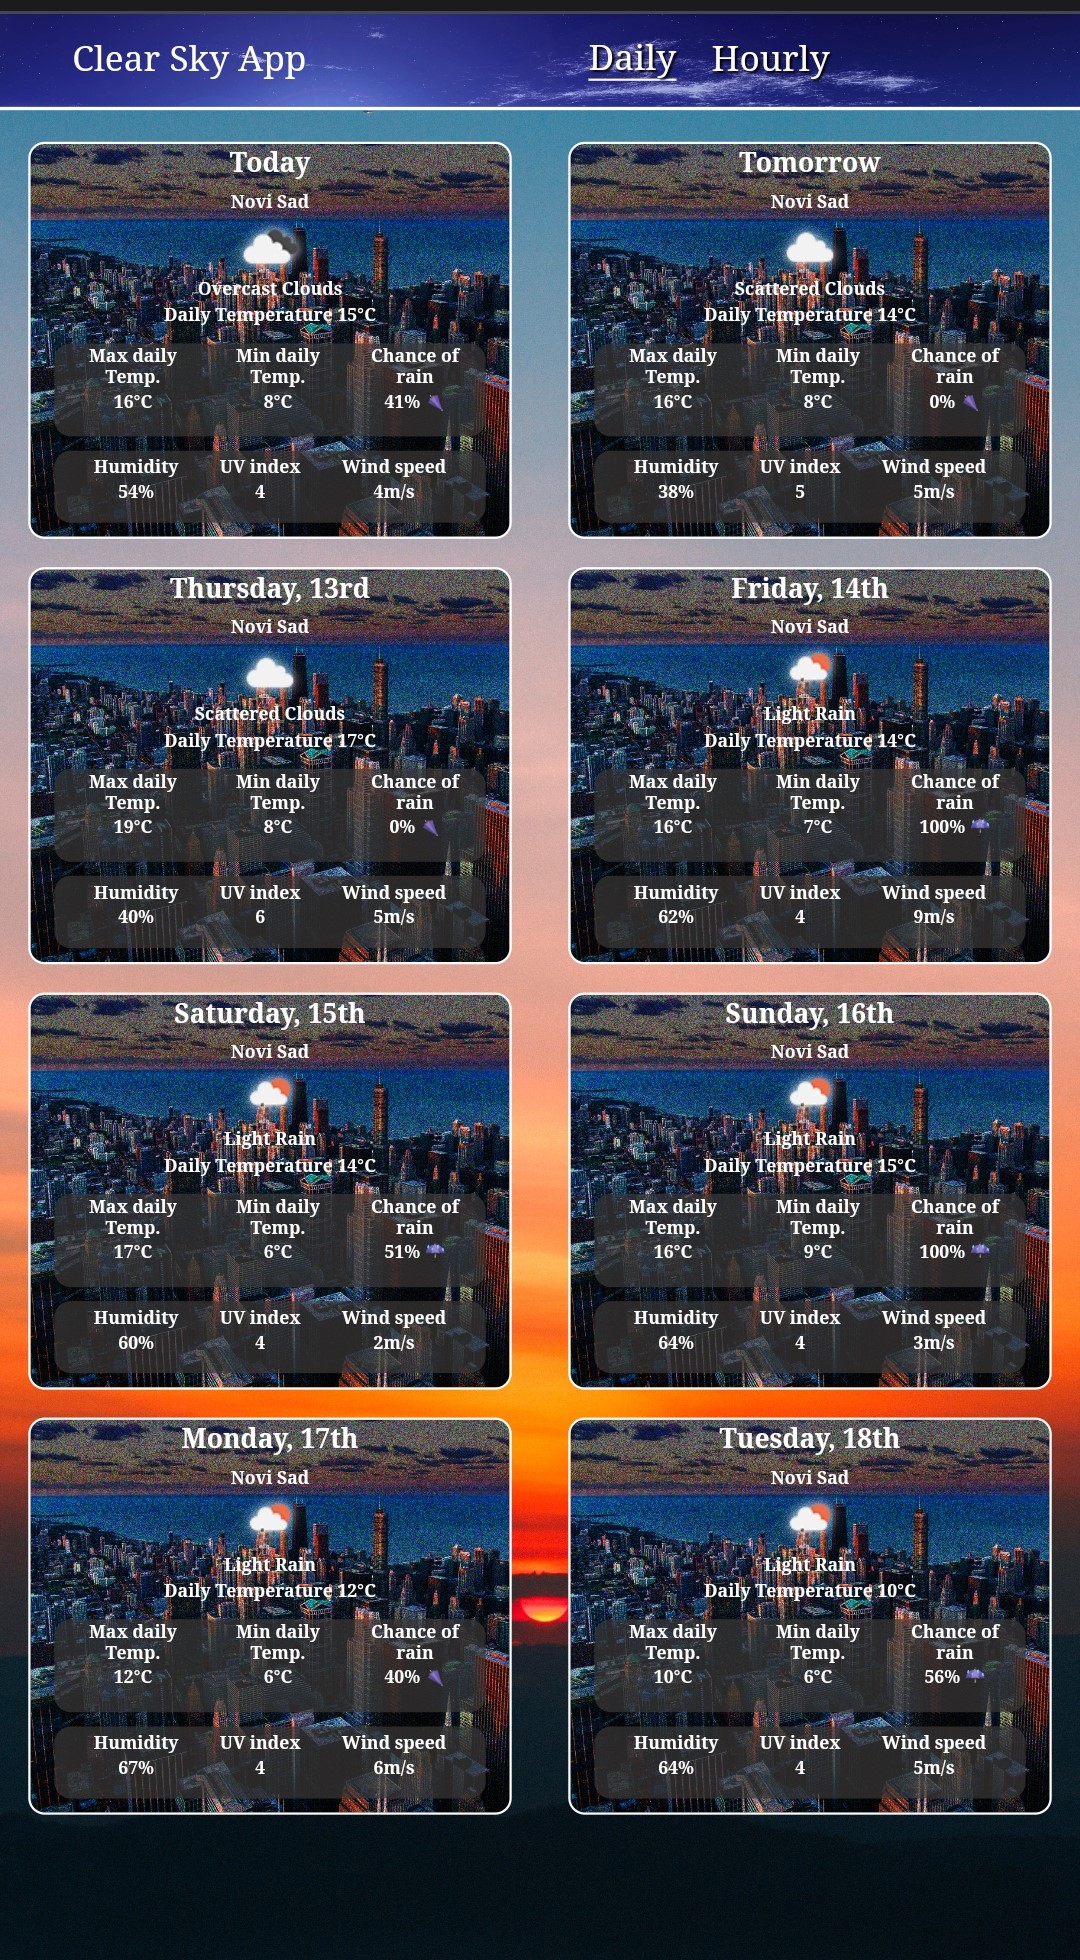 Clear Sky App
Daily Hourly
Today
Novi Sad
Overcast Clouds
Daily Temperature 15°C
Max daily Temp.
16°C
Min daily Temp.
8°C
Chance of rain
41%
Humidity
54%
UV index
4
Wind speed
4m/s
Tomorrow
Novi Sad
Scattered Clouds
Daily Temperature 14°C
Max daily Temp.
16°C
Min daily Temp.
8°C
Chance of rain
0%
Humidity
38%
UV index
5
Wind speed
5m/s
Thursday, 13rd
Novi Sad
Scattered Clouds
Daily Temperature 17°C
Max daily Temp.
19°C
Min daily Temp.
8°C
Chance of rain
0%
Humidity
40%
UV index
6
Wind speed
5m/s
Friday, 14th
Novi Sad
Light Rain
Daily Temperature 14°C
Max daily Temp.
16°C
Min daily Temp.
7°C
Chance of rain
100%
Humidity
62%
UV index
4
Wind speed
9m/s
Saturday, 15th
Novi Sad
Light Rain
Daily Temperature 14°C
Max daily Temp.
17°C
Min daily Temp.
6°C
Chance of rain
51%
Humidity
60%
UV index
4
Wind speed
2m/s
Sunday, 16th
Novi Sad
Light Rain
Daily Temperature 15°C
Max daily Temp.
16°C
Min daily Temp.
9°C
Chance of rain
100%
Humidity
64%
UV index
4
Wind speed
3m/s
Monday, 17th
Novi Sad
Light Rain
Daily Temperature 12°C
Max daily Temp.
12°C
Min daily Temp.
6°C
Chance of rain
40%
Humidity
67%
UV index
4
Wind speed
6m/s
Tuesday, 18th
Novi Sad
Light Rain
Daily Temperature 10°C
Max daily Temp.
10°C
Min daily Temp.
6°C
Chance of rain
56%
Humidity
64%
UV index
4
Wind speed
5m/s